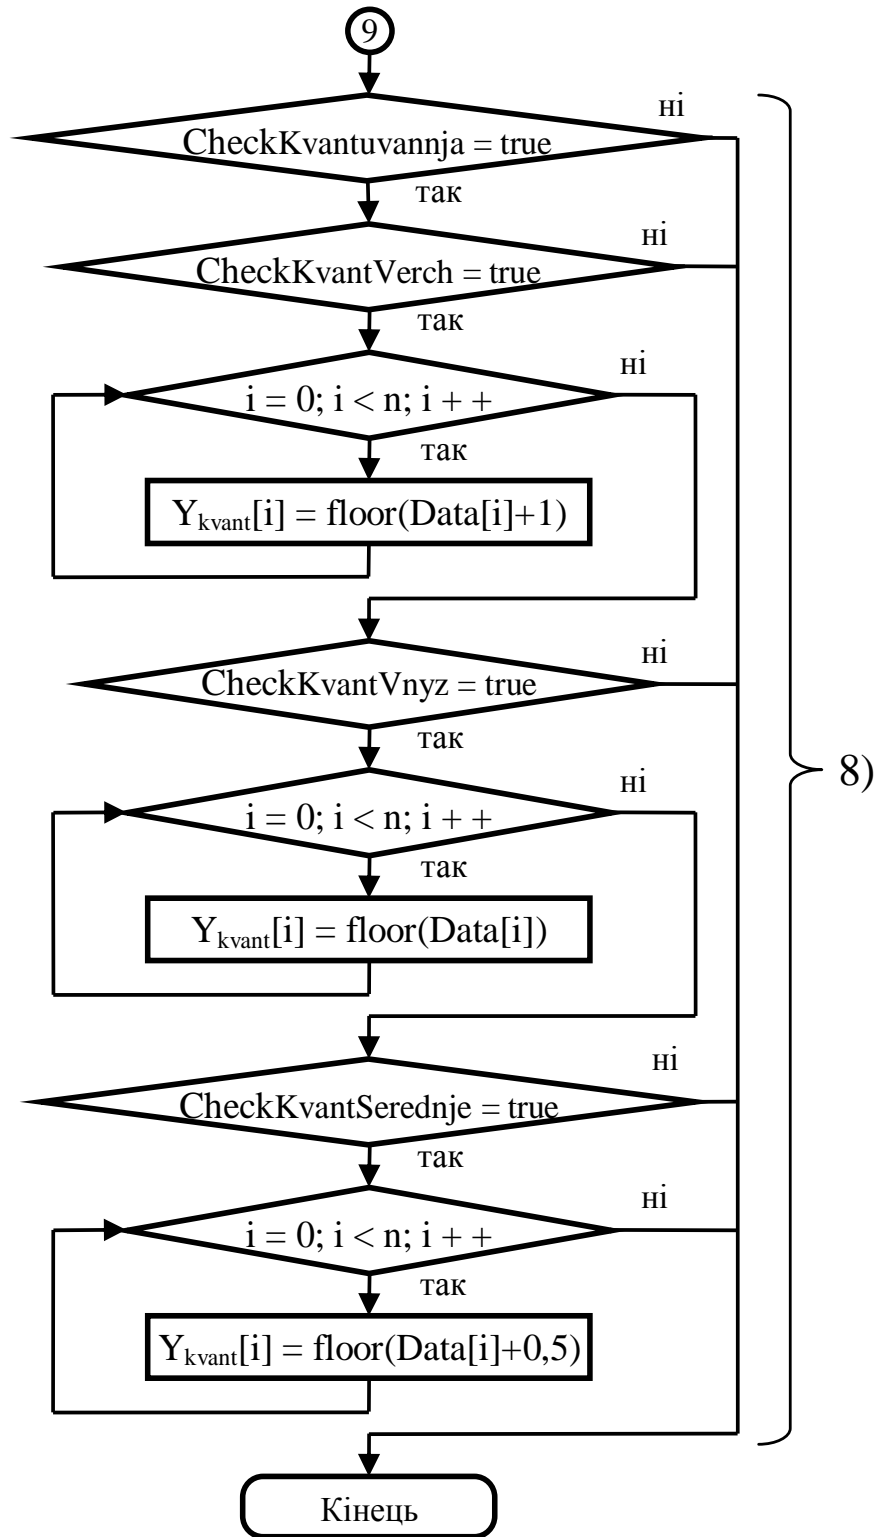 9
CheckKvantuvannja = true
ні
так
CheckKvantVerch = true
ні
так
i = 0; i < n; i + +
ні
так
Ykvant[i] = floor(Data[i]+1)
CheckKvantVnyz = true
ні
так
i = 0; i < n; i + +
ні
так
Ykvant[i] = floor(Data[i])
CheckKvantSerednje = true
ні
так
i = 0; i < n; i + +
ні
так
Ykvant[i] = floor(Data[i]+0,5)
8)
Кінець